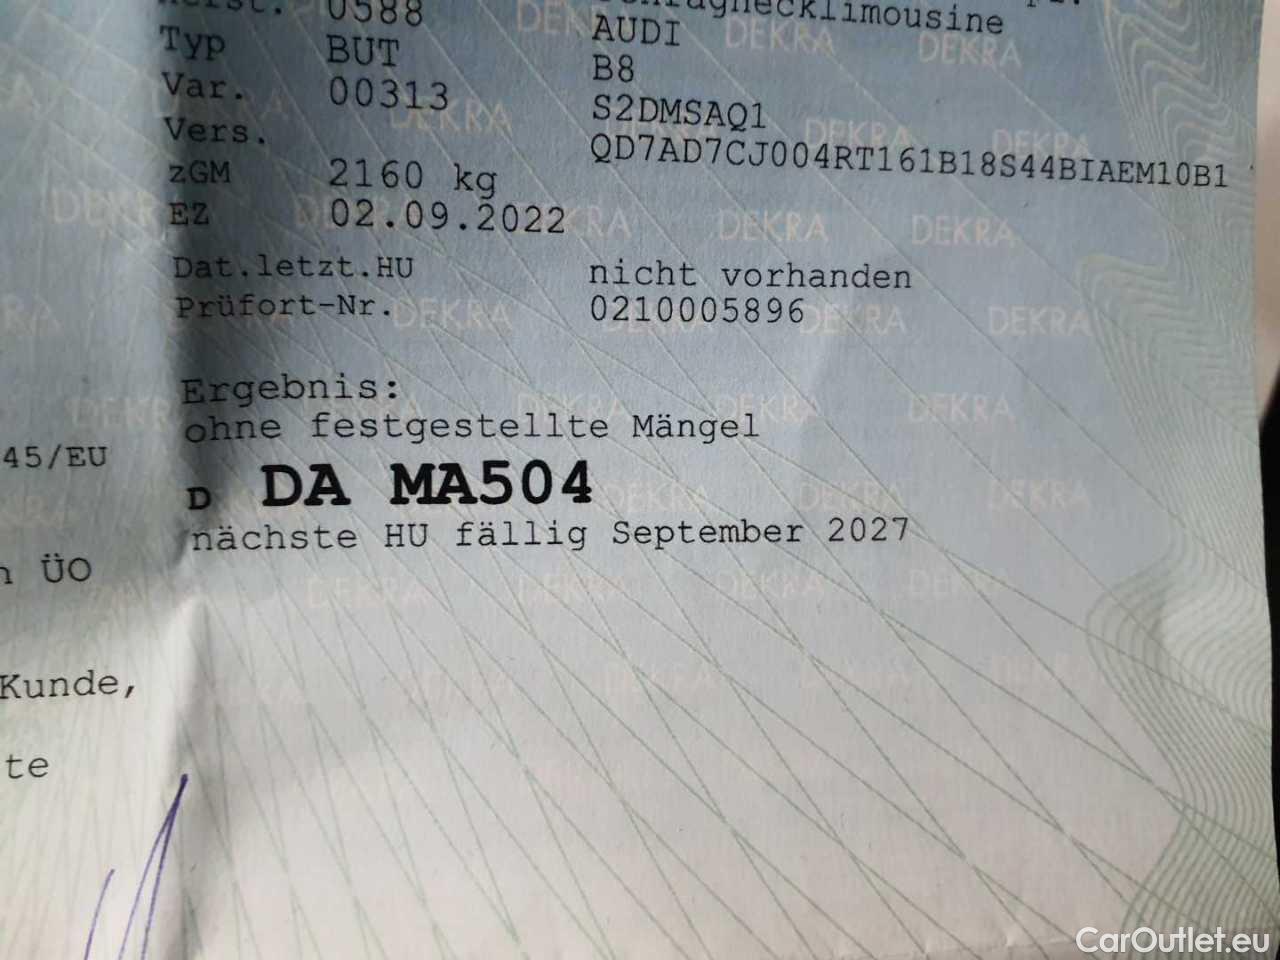 0588
Schräghecklimousine
Typ BUT AUDI
Var. 00313 B8
Vers. S2DMSAQ1
QD7AD7CJ004RT161B18S44BIAEM10B1
zGM 2160 kg
EZ 02.09.2022
Dat.letzt.HU nicht vorhanden
Prüfort-Nr. 0210005896
Ergebnis:
ohne festgestellte Mängel
45/EU
D DA MA504
nächste HU fällig September 2027
ÜO
Kunde,
te
CarOutlet.eu